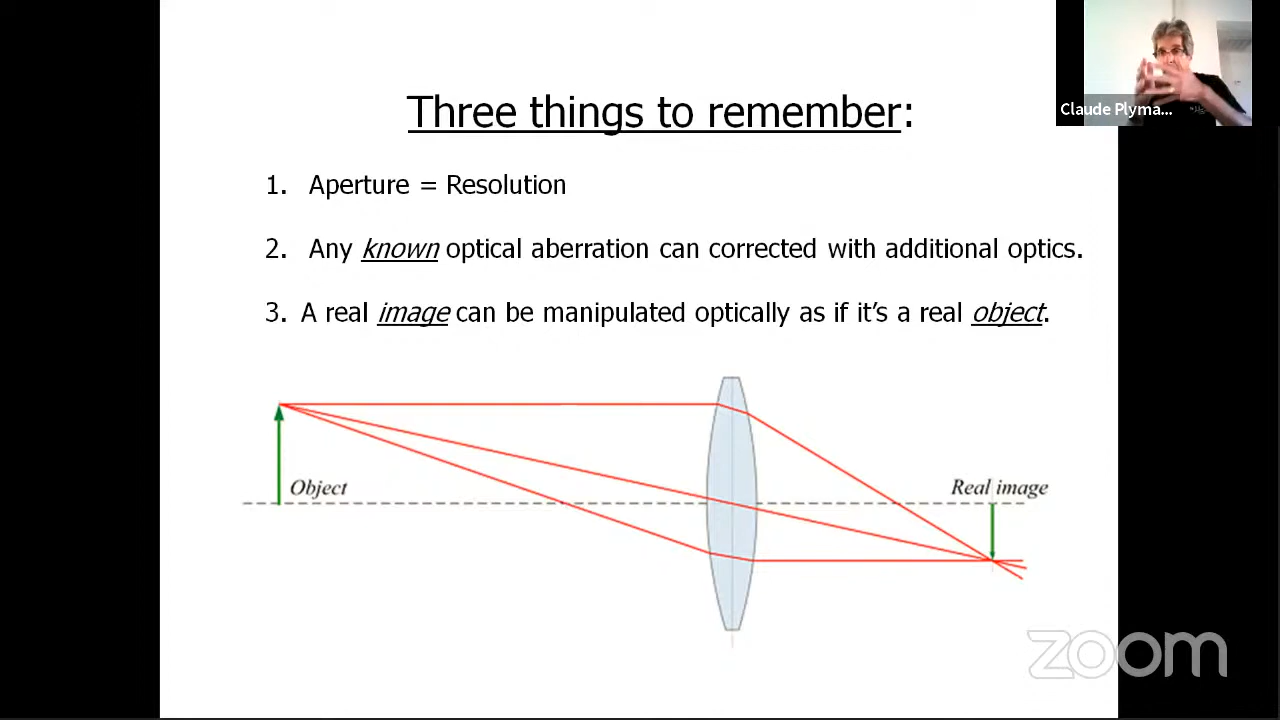 Three things to remember:
Claude Plyma...
1. Aperture = Resolution
2. Any known optical aberration can corrected with additional optics.
3. A real image can be manipulated optically as if it’s a real object.
Object
Real image
zoom